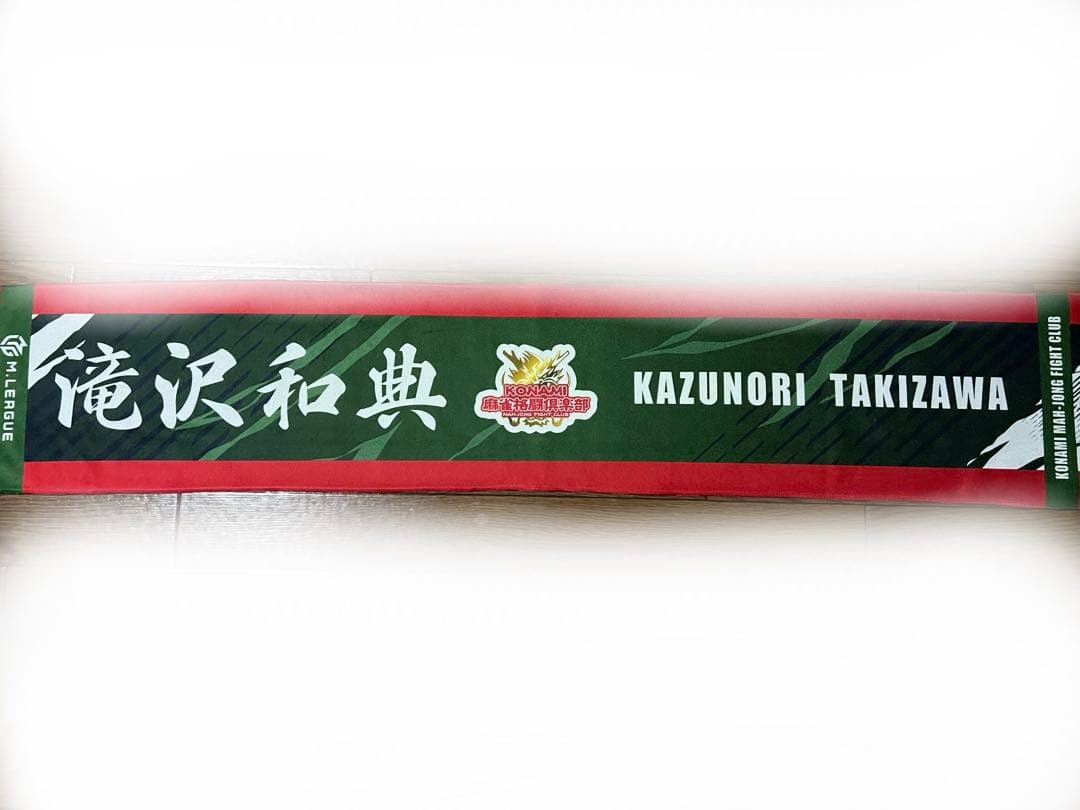 M.LERGUE
滝沢和典
KONAMI
麻雀格闘倶楽部
MAH-JONG FIGHT CLUB
KAZUNORI TAKIZAWA
KONAMI MAH-JONG FIGHT CLUB